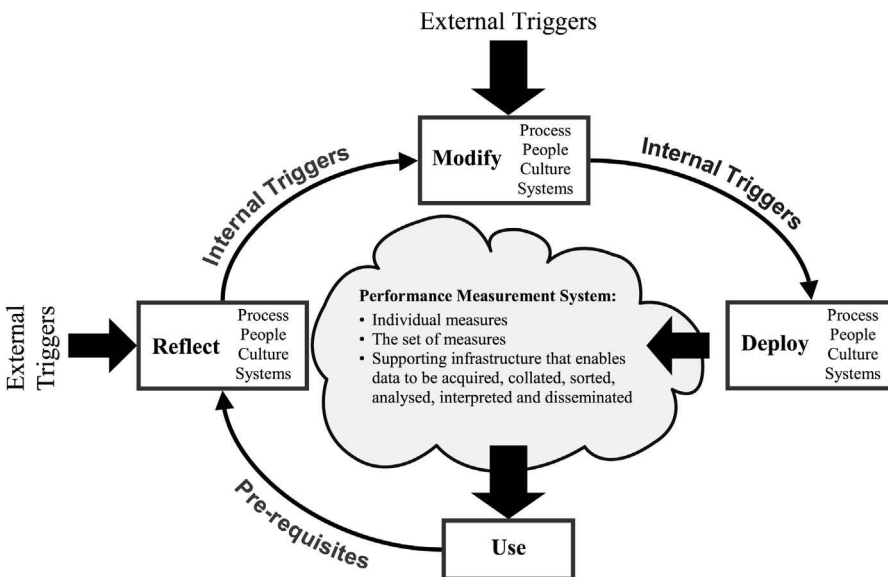 External Triggers
Modify
Process
People
Culture
Systems
Internal Triggers
Internal Triggers
Performance Measurement System:
• Individual measures
• The set of measures
• Supporting infrastructure that enables
data to be acquired, collated, sorted,
analysed, interpreted and disseminated
External
Triggers
Reflect
Process
People
Culture
Systems
Deploy
Process
People
Culture
Systems
Pre-requisites
Use